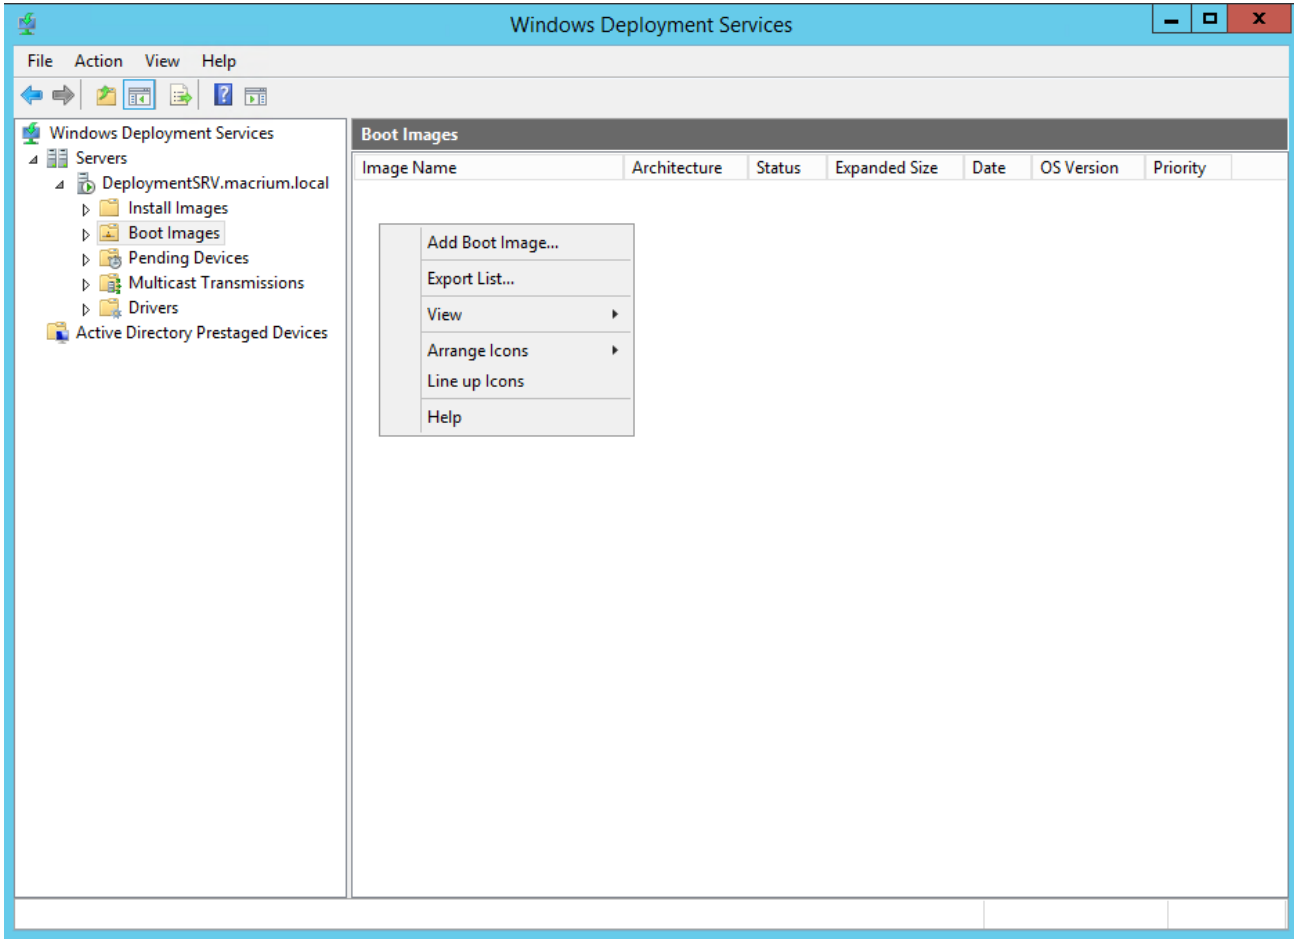 Windows Deployment Services
File Action View Help
Windows Deployment Services
Servers
DeploymentSRV.macrium.local
Install Images
Boot Images
Pending Devices
Multicast Transmissions
Drivers
Active Directory Prestaged Devices
Boot Images
Image Name Architecture Status Expanded Size Date OS Version Priority
Add Boot Image...
Export List...
View
Arrange Icons
Line up Icons
Help